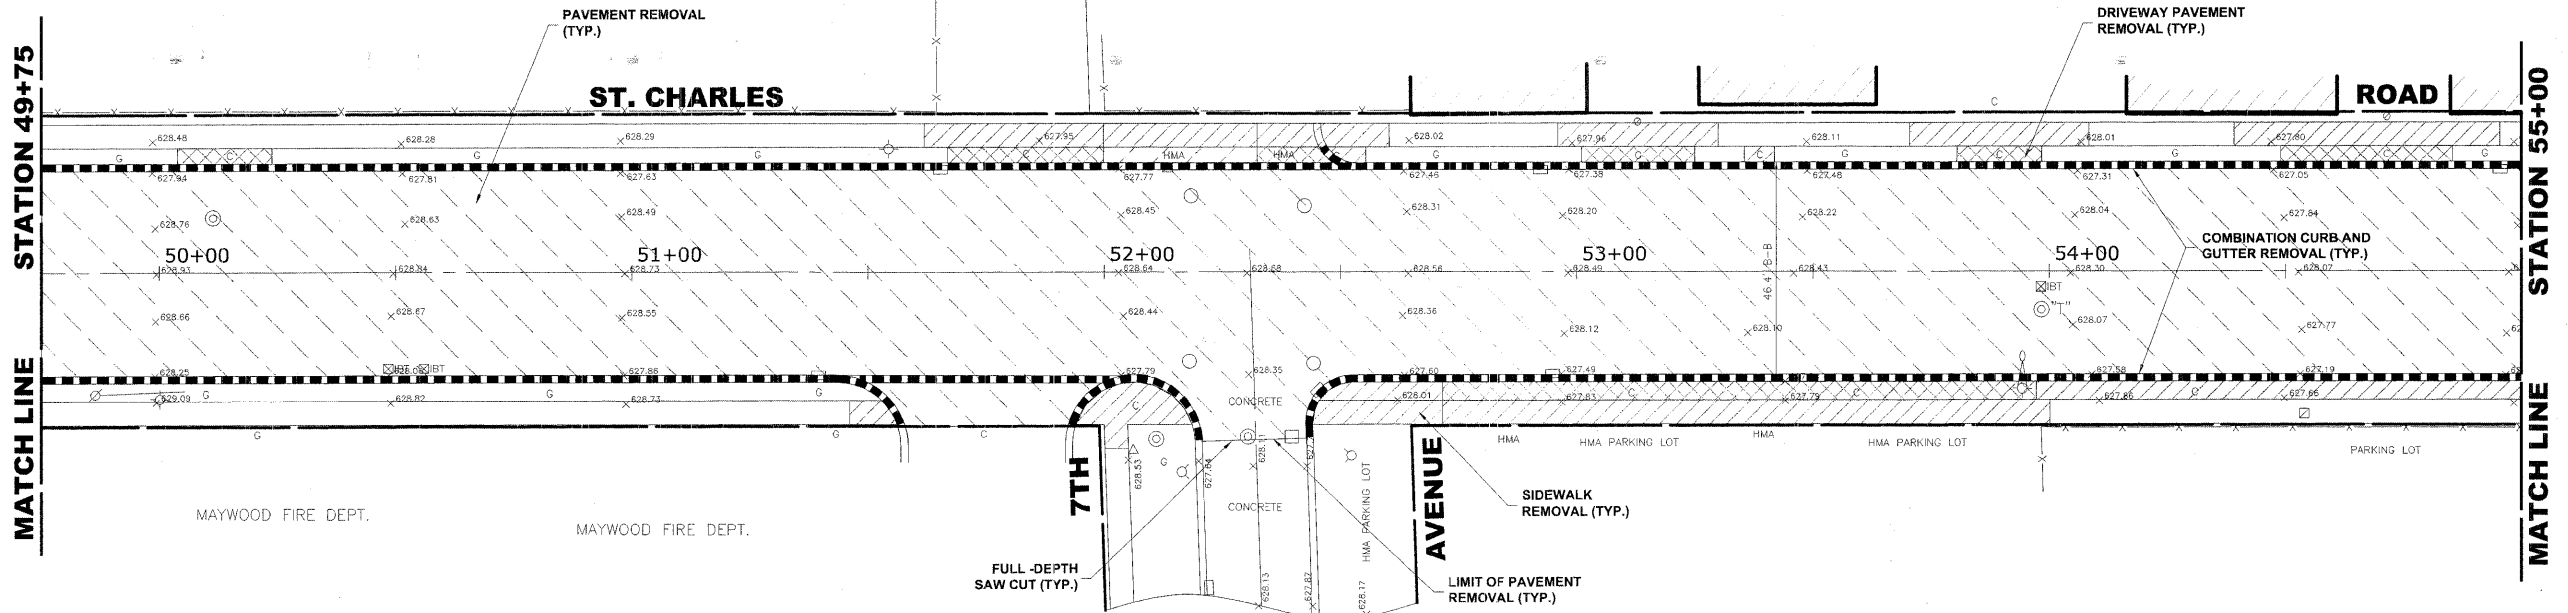 PAVEMENT REMOVAL
(TYP.)
DRIVEWAY PAVEMENT
REMOVAL (TYP.)
MATCH LINE STATION 49+75
ST. CHARLES
ROAD
MATCH LINE STATION 55+00
C
628.48
628.28
628.29
627.95
628.02
627.96
628.11
628.01
627.80
G
C
G
G
C
HMA
HMA
C
G
C
C
G
C
G
C
G
627.94
627.81
627.63
627.77
627.46
627.38
627.48
627.31
627.05
628.76
628.63
628.49
628.45
628.31
628.20
628.22
628.04
627.84
50+00
51+00
52+00
53+00
54+00
46.4' B-B
COMBINATION CURB AND
GUTTER REMOVAL (TYP.)
628.93
628.84
628.73
628.64
628.68
628.56
628.49
628.43
628.30
628.07
IBT
"T"
628.66
628.67
628.55
628.44
628.36
628.12
628.10
628.07
627.77
628.25
IBT
IBT
627.86
627.79
628.35
627.60
627.49
627.58
627.19
629.09
G
628.82
628.73
G
G
C
CONCRETE
628.01
627.83
C
627.79
C
627.86
C
627.66
G
G
C
HMA
HMA PARKING LOT
HMA
HMA PARKING LOT
PARKING LOT
7TH
AVENUE
628.53
G
627.64
628.11
HMA PARKING LOT
CONCRETE
MAYWOOD FIRE DEPT.
MAYWOOD FIRE DEPT.
SIDEWALK
REMOVAL (TYP.)
FULL -DEPTH
SAW CUT (TYP.)
LIMIT OF PAVEMENT
REMOVAL (TYP.)
628.13
627.87
628.17